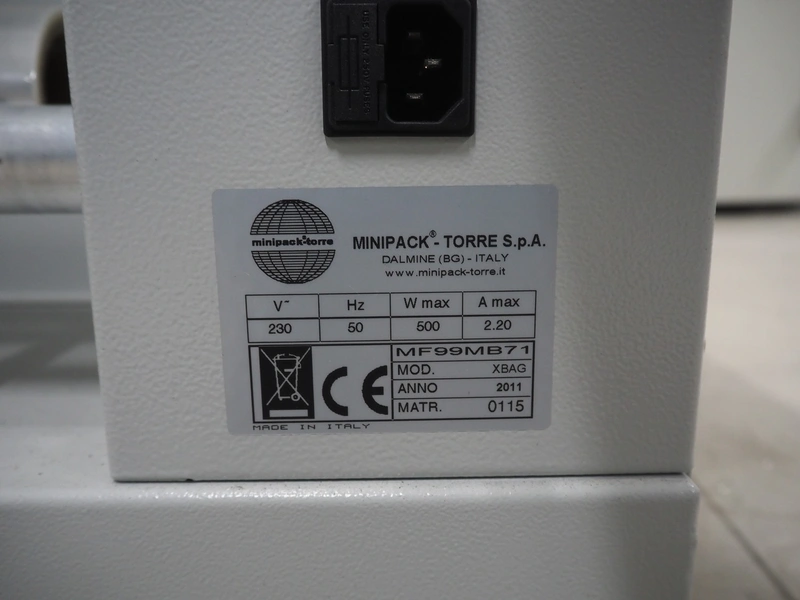 minipack-torre
MINIPACK® - TORRE S.p.A.
DALMINE (BG) - ITALY
www.minipack-torre.it
V~ Hz W max A max
230 50 500 2.20
MF99MB71
MOD. XBAG
ANNO 2011
MATR. 0115
CE
MADE IN ITALY